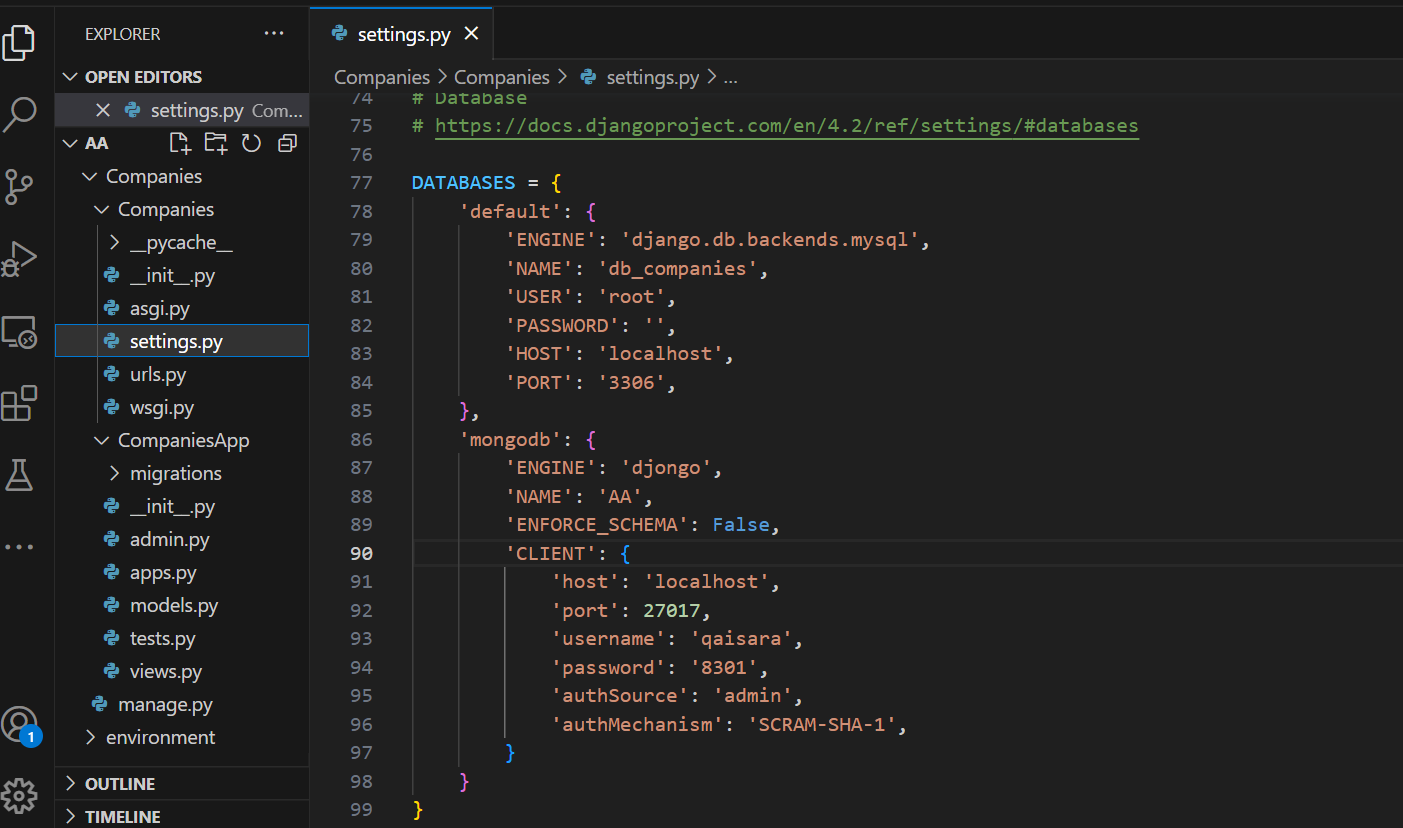 EXPLORER
OPEN EDITORS
settings.py Com...
AA
Companies
Companies
__pycache__
__init__.py
asgi.py
settings.py
urls.py
wsgi.py
CompaniesApp
migrations
__init__.py
admin.py
apps.py
models.py
tests.py
views.py
manage.py
environment
OUTLINE
TIMELINE
1
settings.py
Companies > Companies > settings.py > ...
74 # Database
75 # https://docs.djangoproject.com/en/4.2/ref/settings/#databases
76
77 DATABASES = {
78 'default': {
79 'ENGINE': 'django.db.backends.mysql',
80 'NAME': 'db_companies',
81 'USER': 'root',
82 'PASSWORD': '',
83 'HOST': 'localhost',
84 'PORT': '3306',
85 },
86 'mongodb': {
87 'ENGINE': 'djongo',
88 'NAME': 'AA',
89 'ENFORCE_SCHEMA': False,
90 'CLIENT': {
91 'host': 'localhost',
92 'port': 27017,
93 'username': 'qaisara',
94 'password': '8301',
95 'authSource': 'admin',
96 'authMechanism': 'SCRAM-SHA-1',
97 }
98 }
99 }